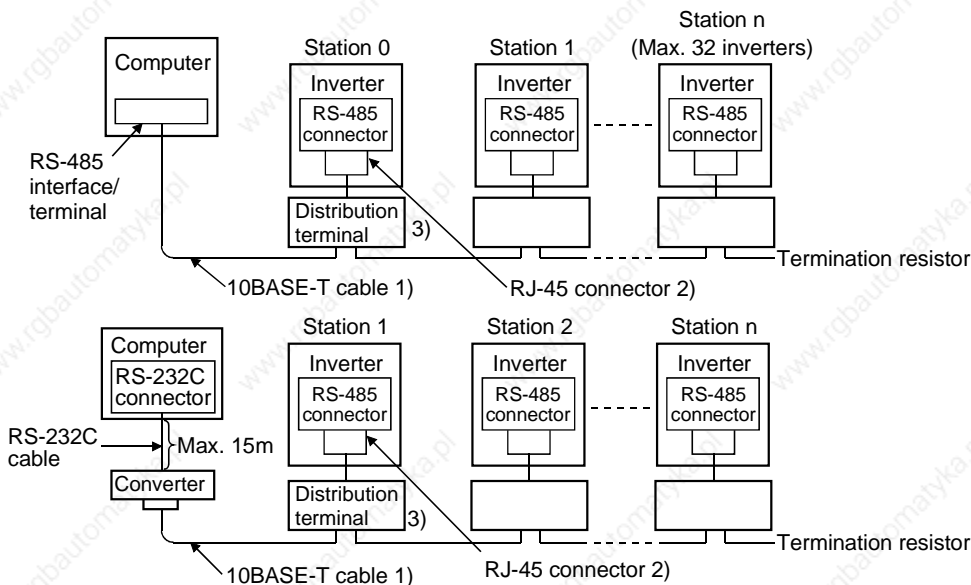 Station 0
Station 1
Station n
(Max. 32 inverters)
Computer
Inverter
RS-485
connector
Inverter
RS-485
connector
Inverter
RS-485
connector
RS-485
interface/
terminal
Distribution
terminal
3)
Termination resistor
10BASE-T cable 1)
RJ-45 connector 2)
Station 1
Station 2
Station n
Computer
RS-232C
connector
Inverter
RS-485
connector
Inverter
RS-485
connector
Inverter
RS-485
connector
RS-232C
cable
Max. 15m
Converter
Distribution
terminal
3)
Termination resistor
10BASE-T cable 1)
RJ-45 connector 2)
www.rgbautomatyka.pl